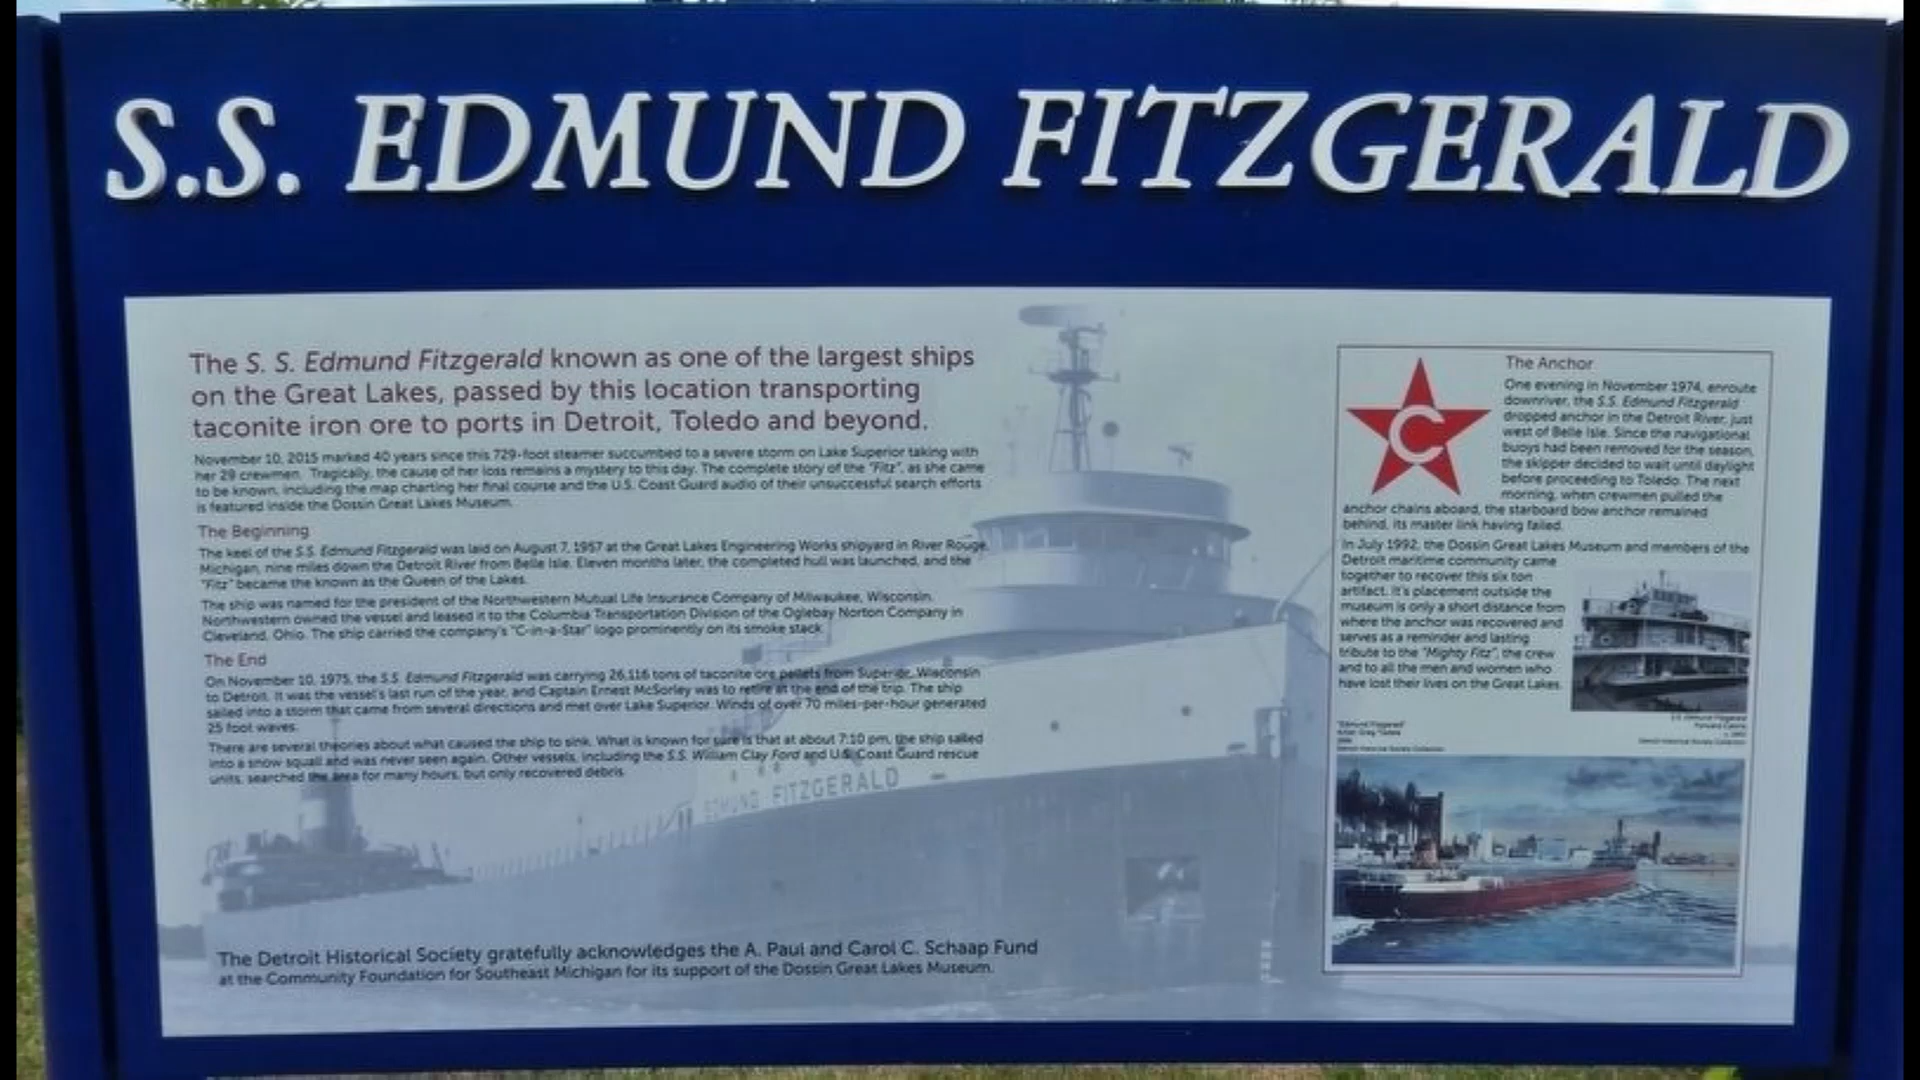 S.S. EDMUND FITZGERALD
The S. S. Edmund Fitzgerald known as one of the largest ships
on the Great Lakes, passed by this location transporting
taconite iron ore to ports in Detroit, Toledo and beyond.
November 10, 2015 marked 40 years since this 729-foot steamer succumbed to a severe storm on Lake Superior taking with
her 29 crewmen. Tragically, the cause of her loss remains a mystery to this day. The complete story of the "Fitz", as she came
to be known, including the map charting her final course and the U.S. Coast Guard audio of their unsuccessful search efforts
is featured inside the Dossin Great Lakes Museum.
The Beginning
The keel of the S.S. Edmund Fitzgerald was laid on August 7, 1957 at the Great Lakes Engineering Works shipyard in River Rouge,
Michigan, nine miles down the Detroit River from Belle Isle. Eleven months later, the completed hull was launched, and the
"Fitz" became the known as the Queen of the Lakes.
The ship was named for the president of the Northwestern Mutual Life Insurance Company of Milwaukee, Wisconsin.
Northwestern owned the vessel and leased it to the Columbia Transportation Division of the Oglebay Norton Company in
Cleveland, Ohio. The ship carried the company's "C-in-a-Star" logo prominently on its smoke stack.
The End
On November 10, 1975, the S.S. Edmund Fitzgerald was carrying 26,116 tons of taconite ore pellets from Superior, Wisconsin
to Detroit. It was the vessel's last run of the year, and Captain Ernest McSorley was to retire at the end of the trip. The ship
sailed into a storm that came from several directions and met over Lake Superior. Winds of over 70 miles-per-hour generated
25 foot waves.
There are several theories about what caused the ship to sink. What is known for sure is that at about 7:10 pm, the ship sailed
into a snow squall and was never seen again. Other vessels, including the S.S. William Clay Ford and U.S. Coast Guard rescue
units, searched the area for many hours, but only recovered debris.
EDMUND FITZGERALD
The Detroit Historical Society gratefully acknowledges the A. Paul and Carol C. Schaap Fund
at the Community Foundation for Southeast Michigan for its support of the Dossin Great Lakes Museum.
C
The Anchor
One evening in November 1974, enroute
downriver, the S.S. Edmund Fitzgerald
dropped anchor in the Detroit River, just
west of Belle Isle. Since the navigational
buoys had been removed for the season,
the skipper decided to wait until daylight
before proceeding to Toledo. The next
morning, when crewmen pulled the
anchor chains aboard, the starboard bow anchor remained
behind, its master link having failed.
In July 1992, the Dossin Great Lakes Museum and members of the
Detroit maritime community came
together to recover this six ton
artifact. It's placement outside the
museum is only a short distance from
where the anchor was recovered and
serves as a reminder and lasting
tribute to the "Mighty Fitz", the crew
and to all the men and women who
have lost their lives on the Great Lakes.
S.S. Edmund Fitzgerald
Detroit Historical Society Collection
"Edmund Fitzgerald"
Detroit Historical Society Collection